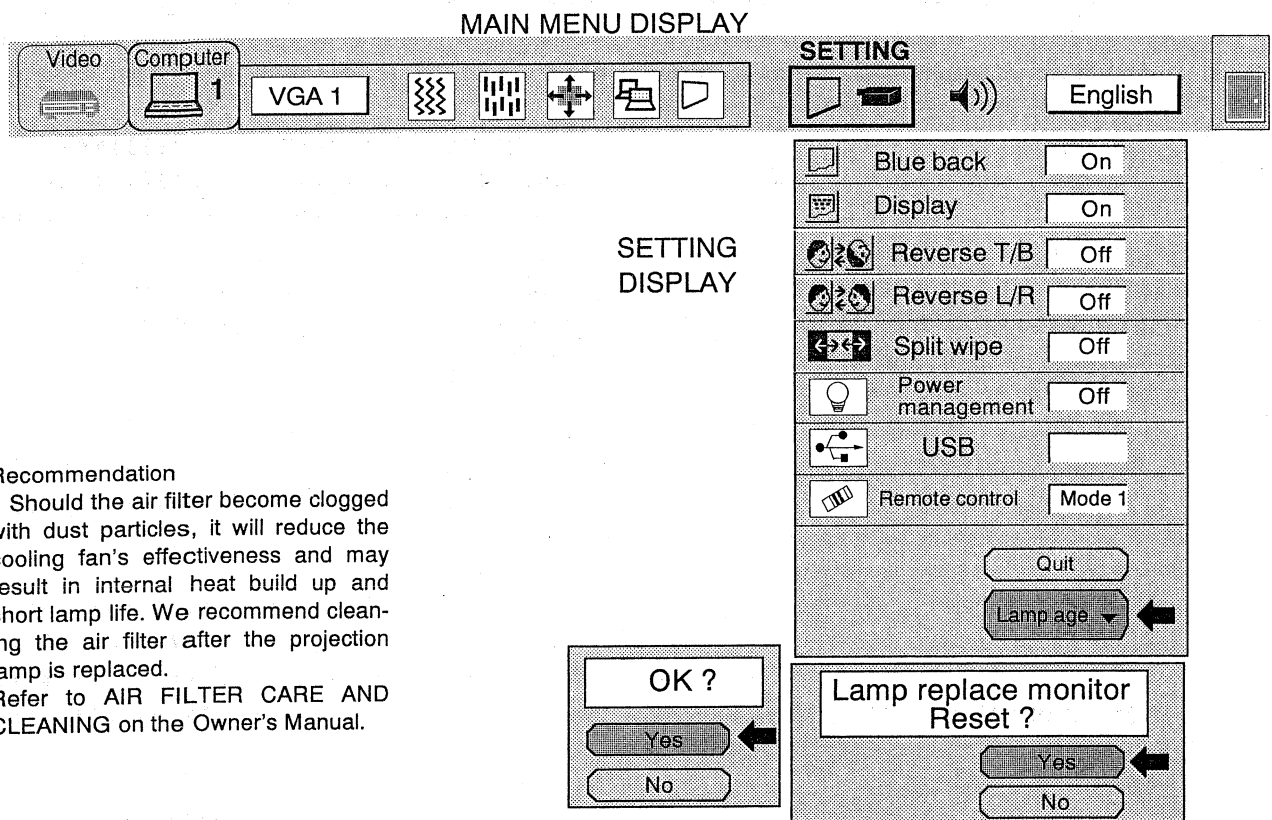 MAIN MENU DISPLAY
Video
Computer
1
VGA 1
SETTING
English
Blue back On
Display On
Reverse T/B Off
Reverse L/R Off
Split wipe Off
Power
management Off
USB
Remote control Mode 1
Quit
Lamp age
SETTING
DISPLAY
Recommendation
Should the air filter become clogged
with dust particles, it will reduce the
cooling fan's effectiveness and may
result in internal heat build up and
short lamp life. We recommend clean-
ing the air filter after the projection
lamp is replaced.
Refer to AIR FILTER CARE AND
CLEANING on the Owner's Manual.
OK ?
Yes
No
Lamp replace monitor
Reset ?
Yes
No